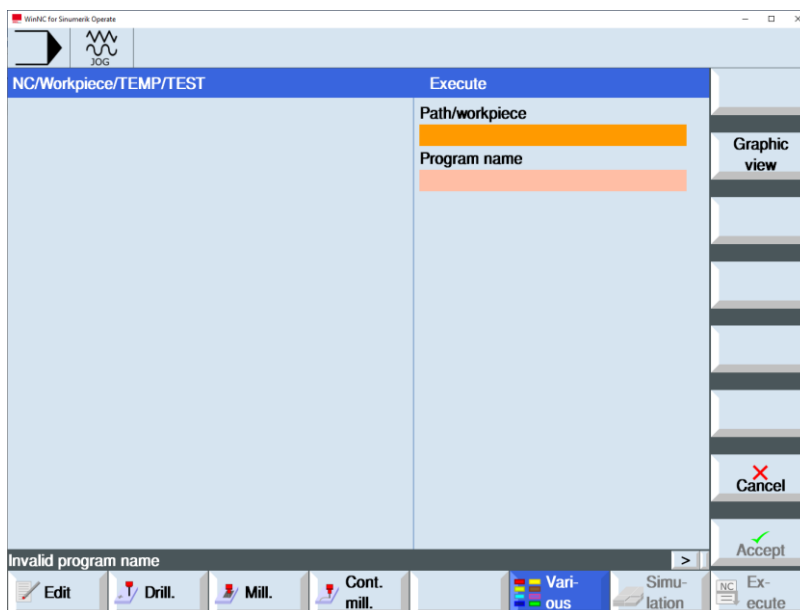 WinNC for Sinumerik Operate
JOG
NC/Workpiece/TEMP/TEST
Execute
Path/workpiece
Program name
Graphic
view
Cancel
Accept
Invalid program name
>
Edit
Drill.
Mill.
Cont.
mill.
Vari-
ous
Simu-
lation
NC
Ex-
ecute